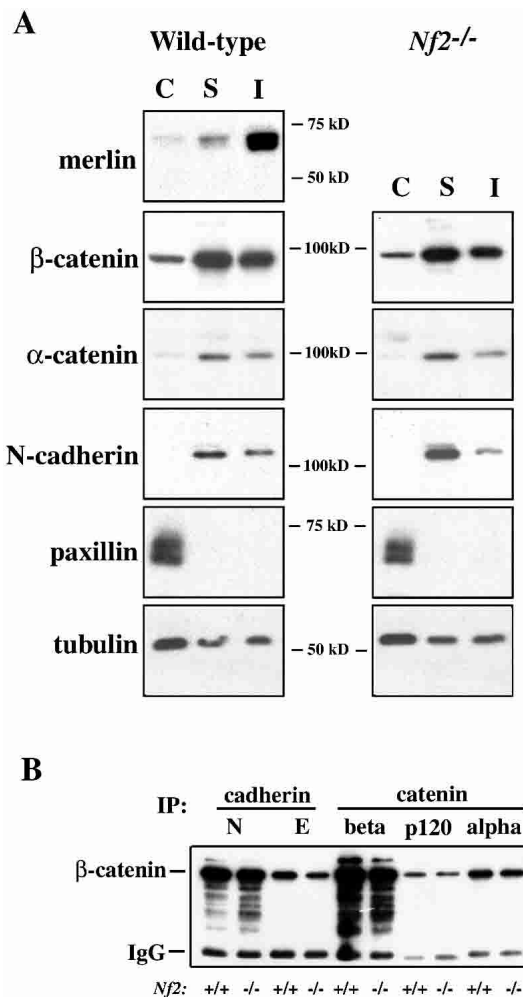 A
Wild-type
Nf2-/-
C S I
merlin
– 75 kD
– 50 kD
C S I
β-catenin
– 100kD –
α-catenin
– 100kD –
N-cadherin
– 100kD –
paxillin
– 75 kD –
tubulin
– 50 kD –
B
IP:
cadherin
catenin
N E beta p120 alpha
β-catenin –
IgG –
Nf2: +/+ -/- +/+ -/- +/+ -/- +/+ -/- +/+ -/-